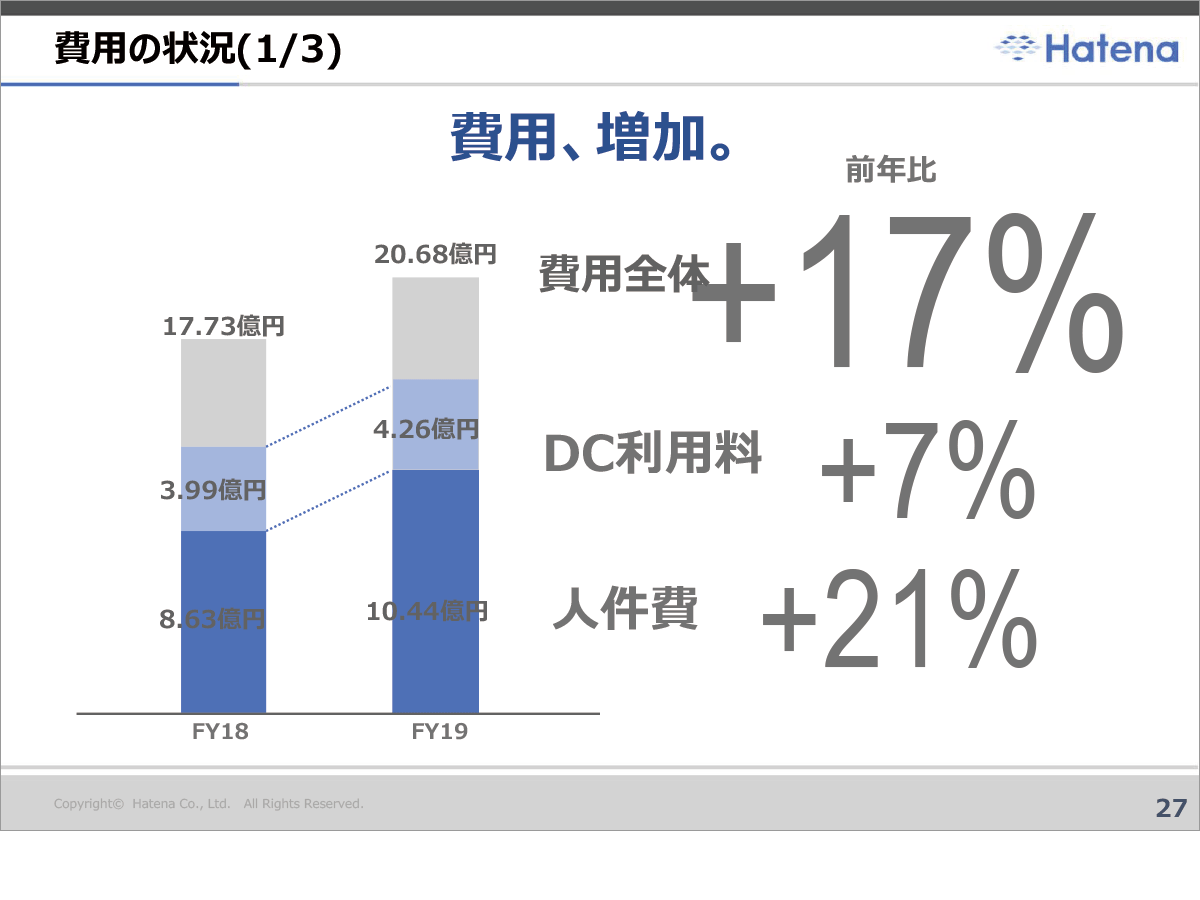 費用の状況(1/3)
Hatena
費用、増加。
前年比
費用全体 +17%
DC利用料 +7%
人件費 +21%
20.68億円
17.73億円
4.26億円
3.99億円
10.44億円
8.63億円
FY18 FY19
Copyright© Hatena Co., Ltd. All Rights Reserved.
27